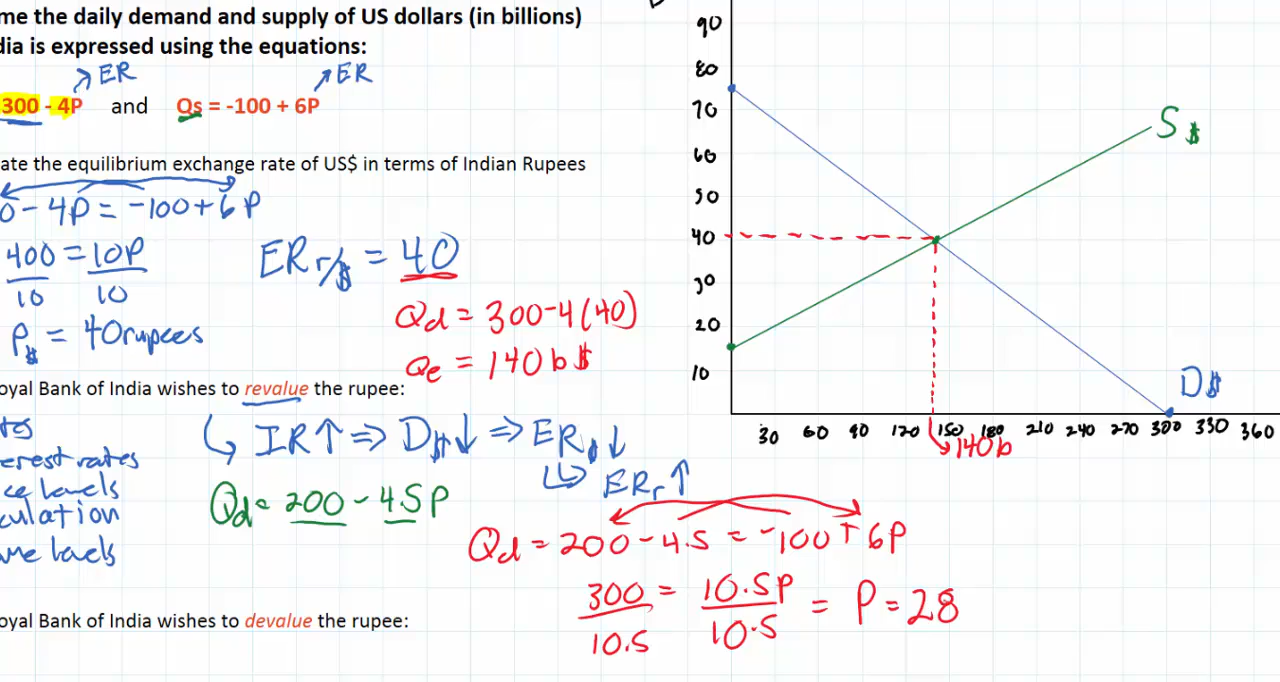 me the daily demand and supply of US dollars (in billions)
dia is expressed using the equations:
ER
ER
300 - 4P and Qs = -100 + 6P
ate the equilibrium exchange rate of US$ in terms of Indian Rupees
0 - 4P = -100 + 6P
400 = 10P
10 10
P$ = 40 rupees
ER r/$ = 40
Qd = 300 - 4(40)
Qe = 140 b $
oyal Bank of India wishes to revalue the rupee:
IR ↑ ⇒ D$ ↓ ⇒ ER$ ↓
ERr ↑
tes
erest rates
ce levels
culation
me levels
Qd = 200 - 4.5P
Qd = 200 - 4.5 = -100 + 6P
300 = 10.5P = P = 28
10.5 10.5
oyal Bank of India wishes to devalue the rupee:
90
80
70
60
50
40
30
20
10
S$
D$
30 60 90 120 150 180 210 240 270 300 330 360
140b